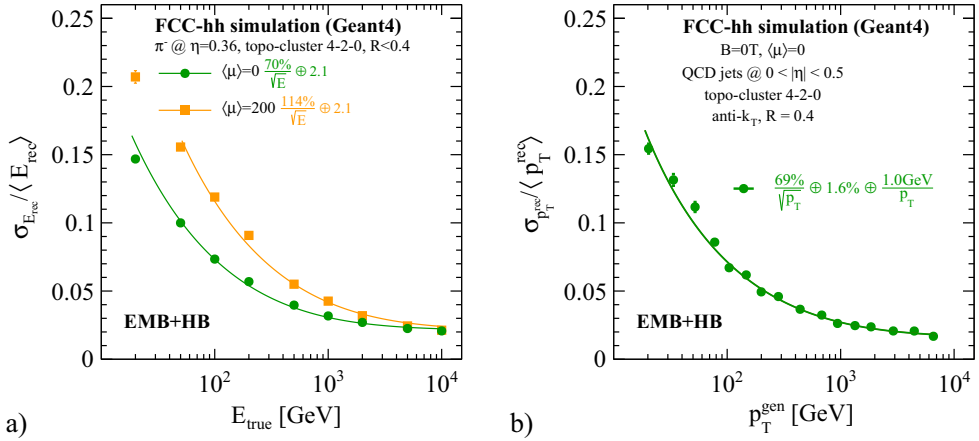 FCC-hh simulation (Geant4)
π⁻ @ η=0.36, topo-cluster 4-2-0, R<0.4
⟨μ⟩=0 70%/√E ⊕ 2.1
⟨μ⟩=200 114%/√E ⊕ 2.1
σ_E_rec / ⟨E_rec⟩
0.25
0.2
0.15
0.1
0.05
0
EMB+HB
10² 10³ 10⁴
E_true [GeV]
a)
FCC-hh simulation (Geant4)
B=0T, ⟨μ⟩=0
QCD jets @ 0 < |η| < 0.5
topo-cluster 4-2-0
anti-k_T, R = 0.4
69%/√p_T ⊕ 1.6% ⊕ 1.0GeV/p_T
σ_p_T^rec / ⟨p_T^rec⟩
0.25
0.2
0.15
0.1
0.05
0
EMB+HB
10² 10³ 10⁴
p_T^gen [GeV]
b)